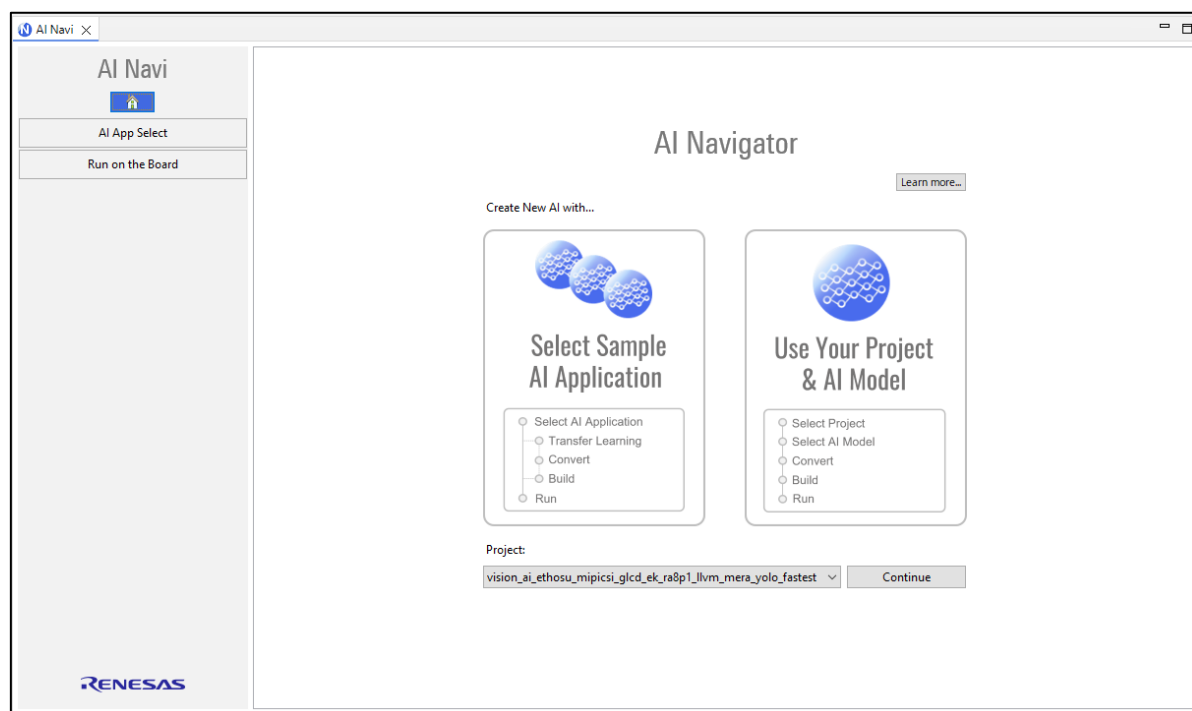 AI Navi
AI Navi
AI App Select
Run on the Board
RENESAS
AI Navigator
Learn more...
Create New AI with...
Select Sample
AI Application
Select AI Application
Transfer Learning
Convert
Build
Run
Use Your Project
& AI Model
Select Project
Select AI Model
Convert
Build
Run
Project:
vision_ai_ethosu_mipicsi_glcd_ek_ra8p1_llvm_mera_yolo_fastest
Continue